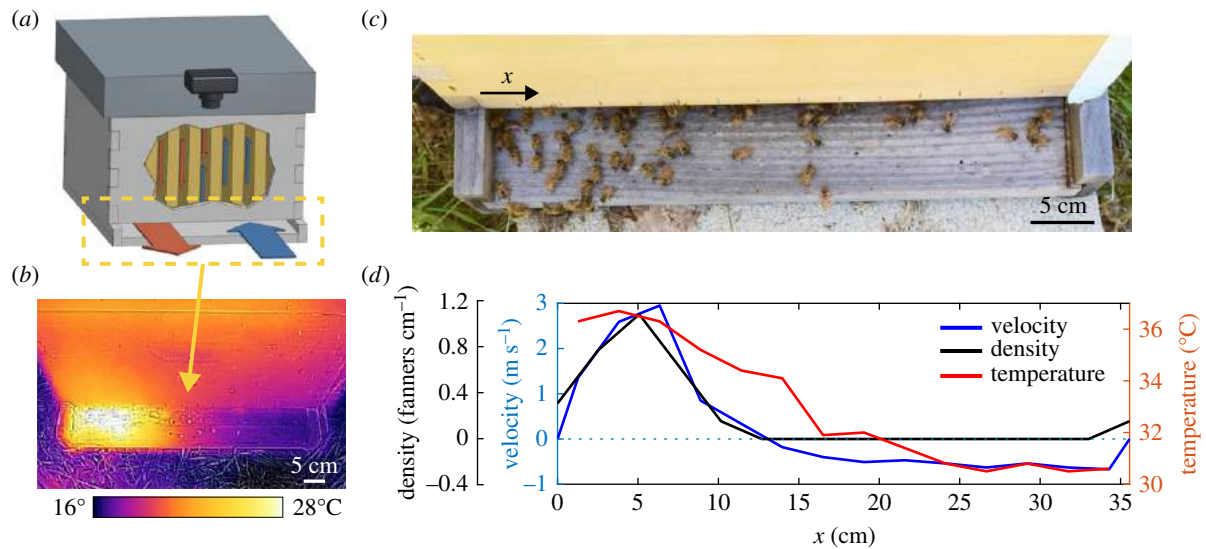 (a)
(b)
16°
28°C
5 cm
(c)
x
5 cm
(d)
density (fanners cm⁻¹)
1.2
0.8
0.4
0
−0.4
velocity (m s⁻¹)
3
2
1
0
−1
velocity
density
temperature
36
34
32
30
temperature (°C)
0
5
10
15
20
25
30
35
x (cm)